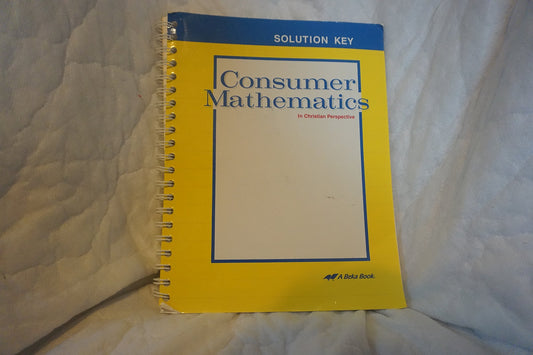 SOLUTION KEY
Consumer
Mathematics
In Christian Perspective
A Beka Book.